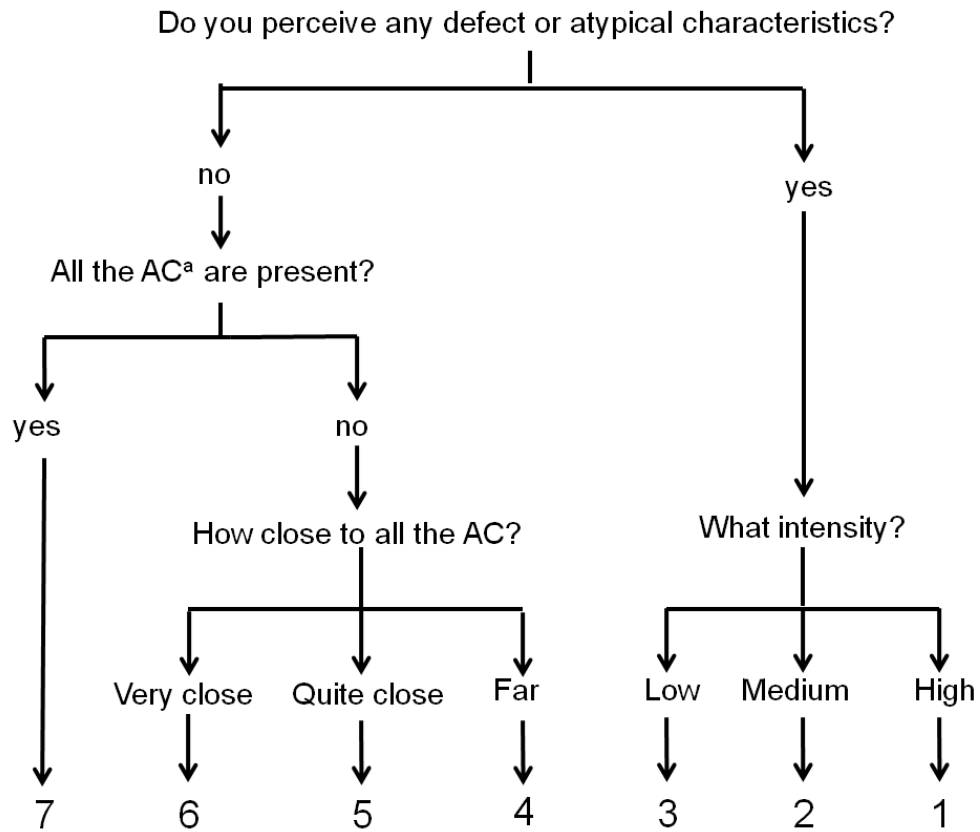 Do you perceive any defect or atypical characteristics?
no
yes
All the ACᵃ are present?
yes
no
How close to all the AC?
What intensity?
Very close
Quite close
Far
Low
Medium
High
7
6
5
4
3
2
1